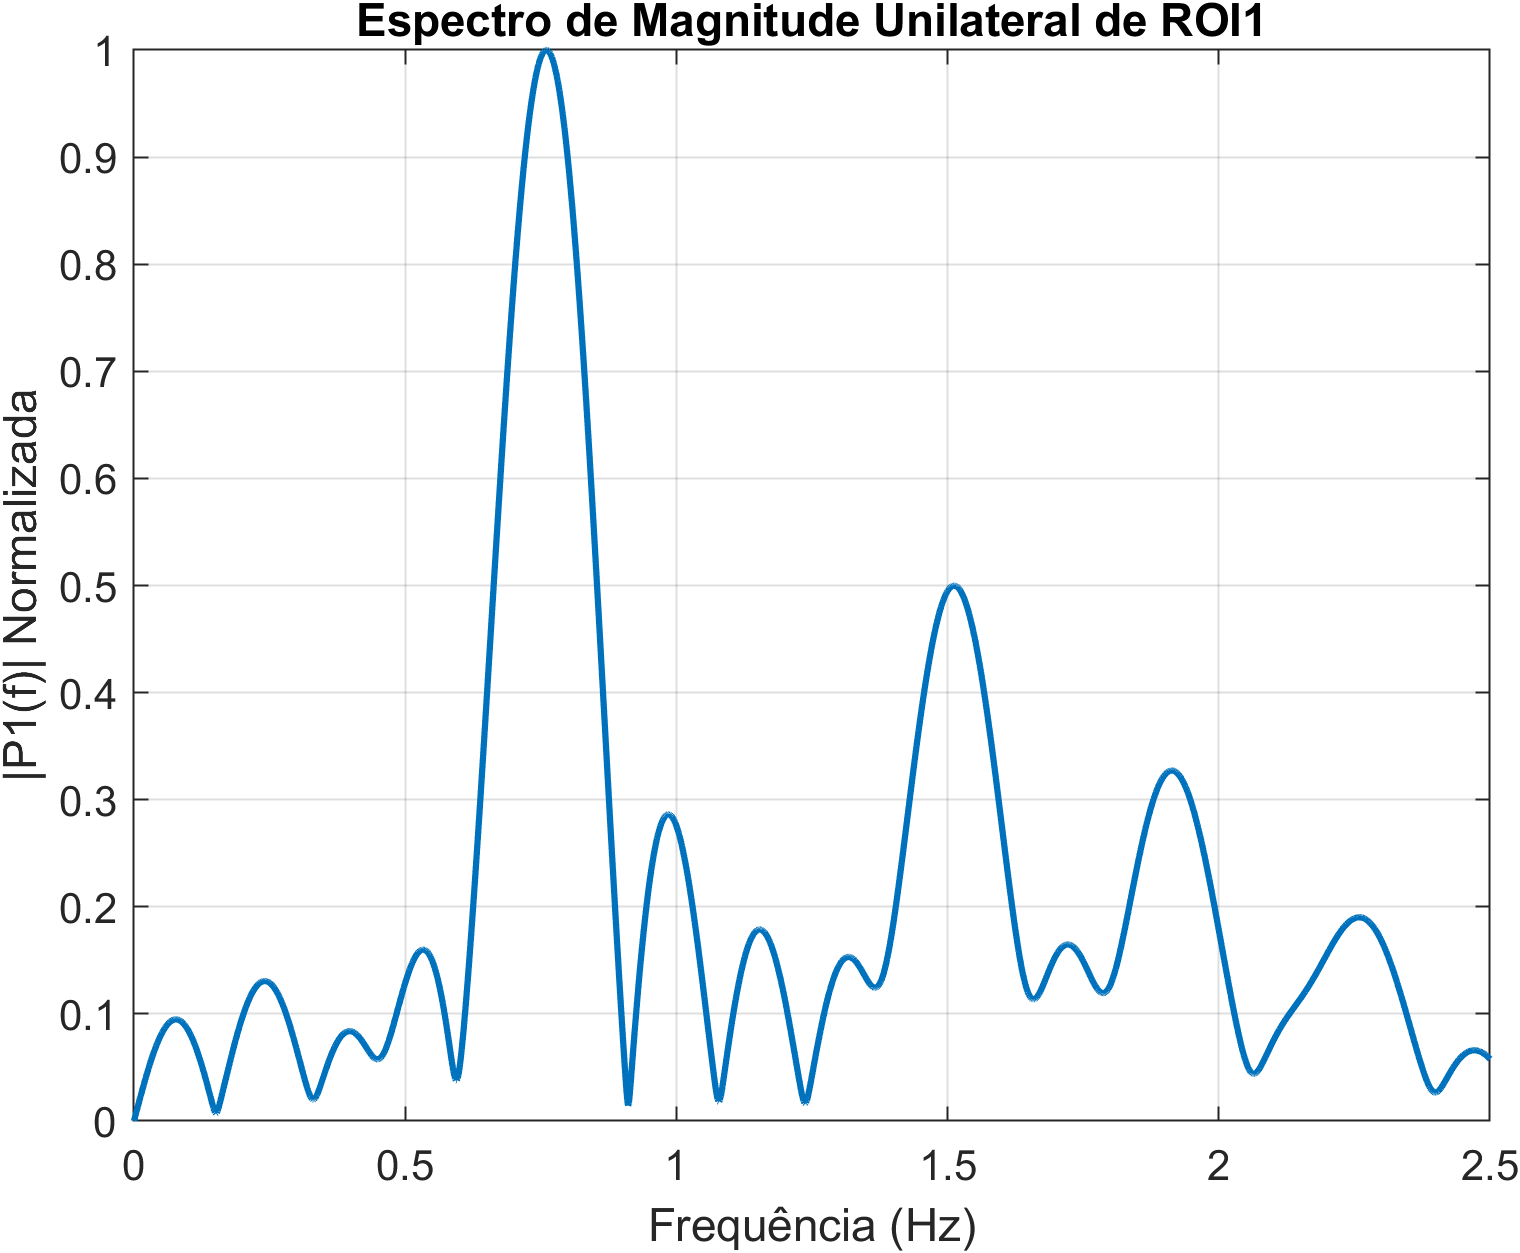 Espectro de Magnitude Unilateral de ROI1
|P1(f)| Normalizada
1
0.9
0.8
0.7
0.6
0.5
0.4
0.3
0.2
0.1
0
0 0.5 1 1.5 2 2.5
Frequência (Hz)